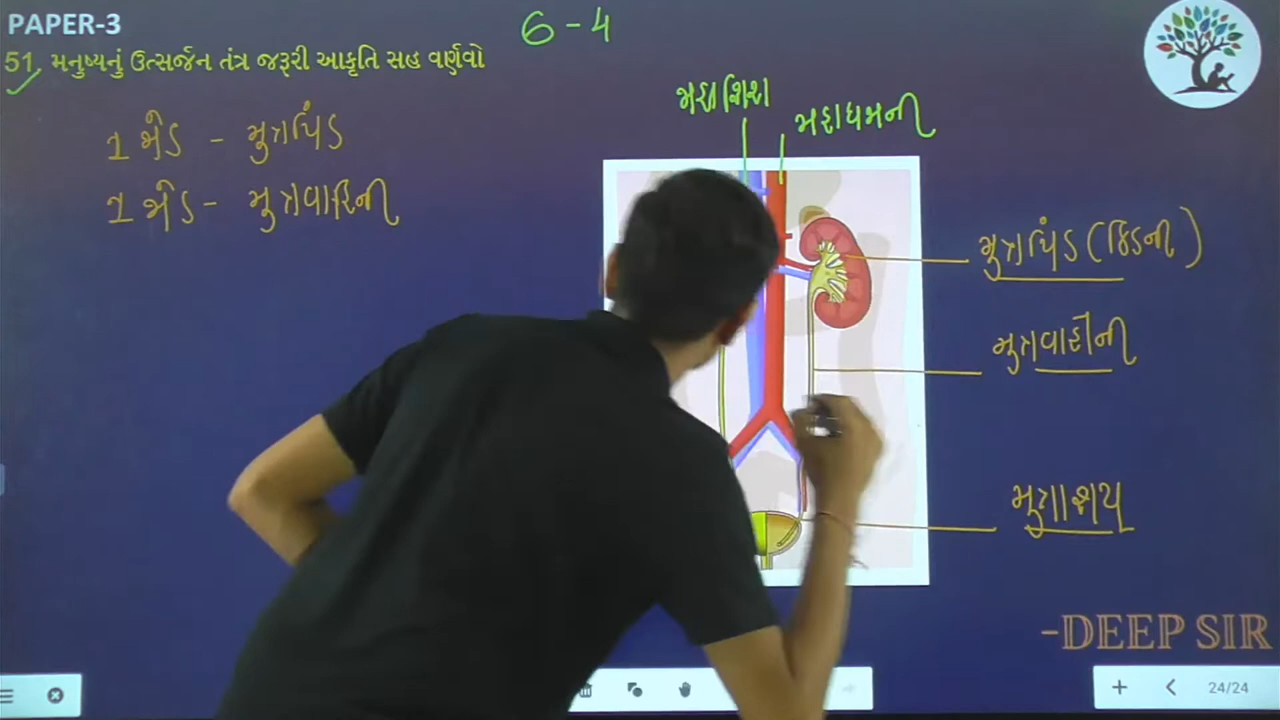 PAPER-3
6-4
51. મનુષ્યનું ઉત્સર્જન તંત્ર જરૂરી આકૃતિ સહ વર્ણવો
મહાશિરા
મહાધમની
1 જોડ - મુત્રપિંડ
1 જોડ - મુત્રવાહિની
મુત્રપિંડ (કિડની)
મુત્રવાહીની
મુત્રાશય
-DEEP SIR
24/24